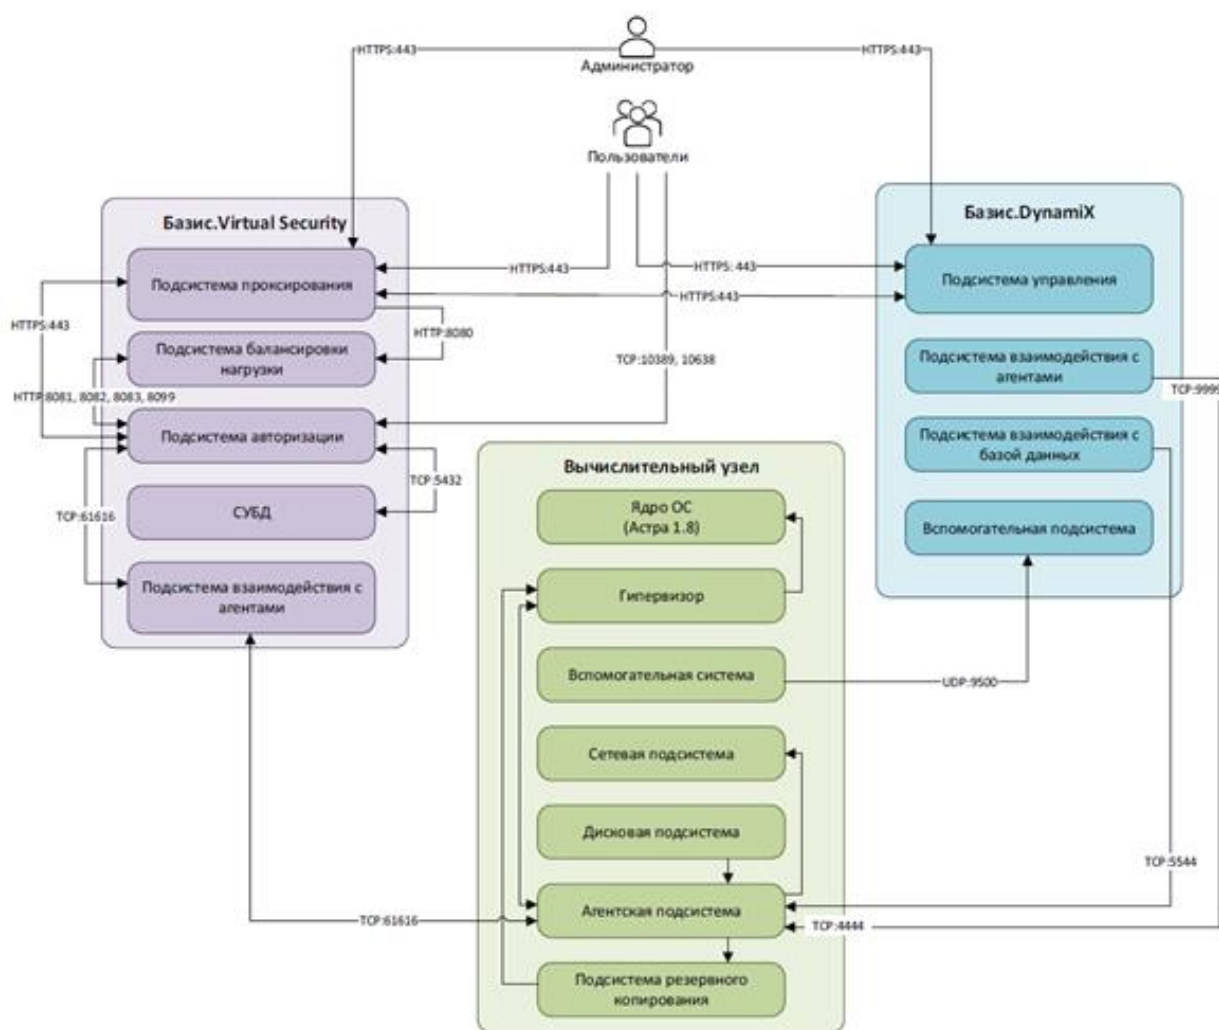 HTTPS:443
HTTPS:443
Администратор
Пользователи
Базис.Virtual Security
Подсистема проксирования
HTTPS:443
HTTP:8080
Подсистема балансировки
нагрузки
HTTP:8081, 8082, 8083, 8099
Подсистема авторизации
TCP:5432
TCP:61616
СУБД
Подсистема взаимодействия с
агентами
HTTPS:443
HTTPS: 443
HTTPS:443
TCP:10389, 10638
Базис.DynamiX
Подсистема управления
Подсистема взаимодействия с
агентами
TCP:9999
Подсистема взаимодействия с
базой данных
Вспомогательная подсистема
Вычислительный узел
Ядро ОС
(Астра 1.8)
Гипервизор
Вспомогательная система
UDP:9500
Сетевая подсистема
Дисковая подсистема
TCP:5544
Агентская подсистема
TCP:61616
TCP:4444
Подсистема резервного
копирования